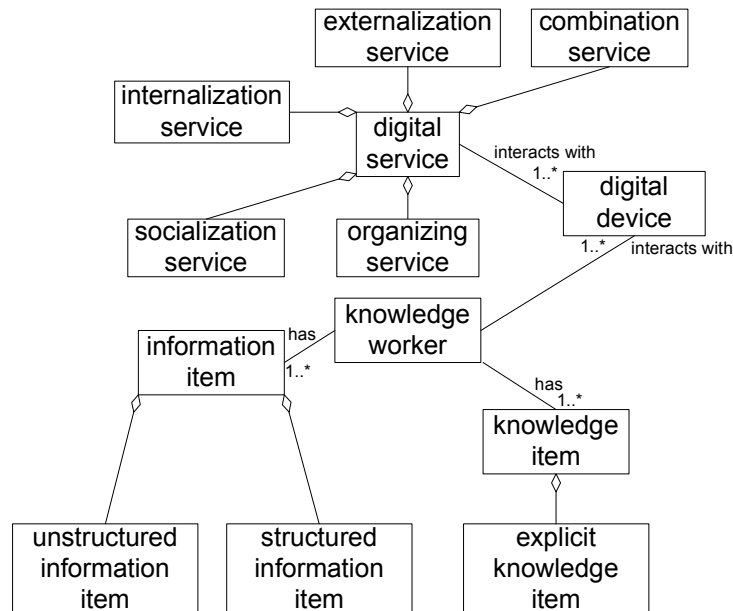 externalization
service
combination
service
internalization
service
digital
service
interacts with
1..*
digital
device
socialization
service
organizing
service
1..*
interacts with
knowledge
worker
has
1..*
information
item
has
1..*
knowledge
item
unstructured
information
item
structured
information
item
explicit
knowledge
item